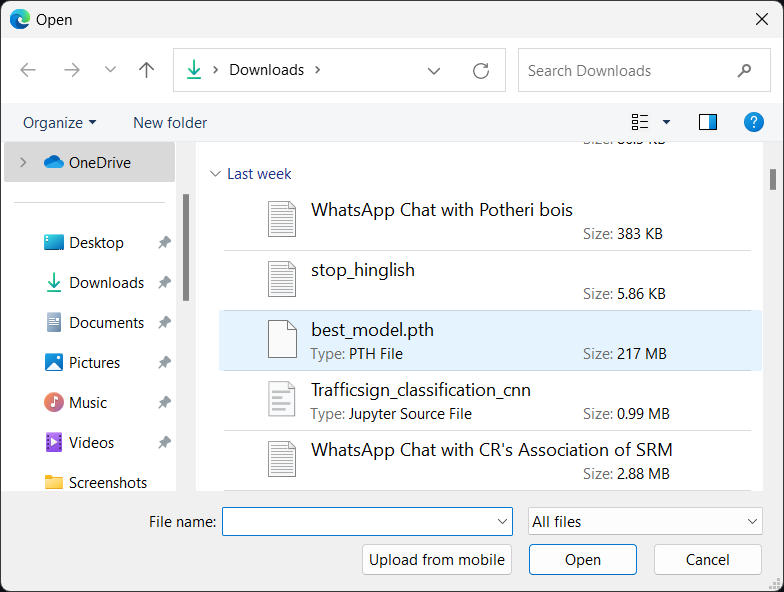 Open
Downloads
Search Downloads
Organize
New folder
OneDrive
Desktop
Downloads
Documents
Pictures
Music
Videos
Screenshots
Last week
WhatsApp Chat with Potheri bois
Size: 383 KB
stop_hinglish
Size: 5.86 KB
best_model.pth
Type: PTH File
Size: 217 MB
Trafficsign_classification_cnn
Type: Jupyter Source File
Size: 0.99 MB
WhatsApp Chat with CR's Association of SRM
Size: 2.88 MB
File name:
All files
Upload from mobile
Open
Cancel